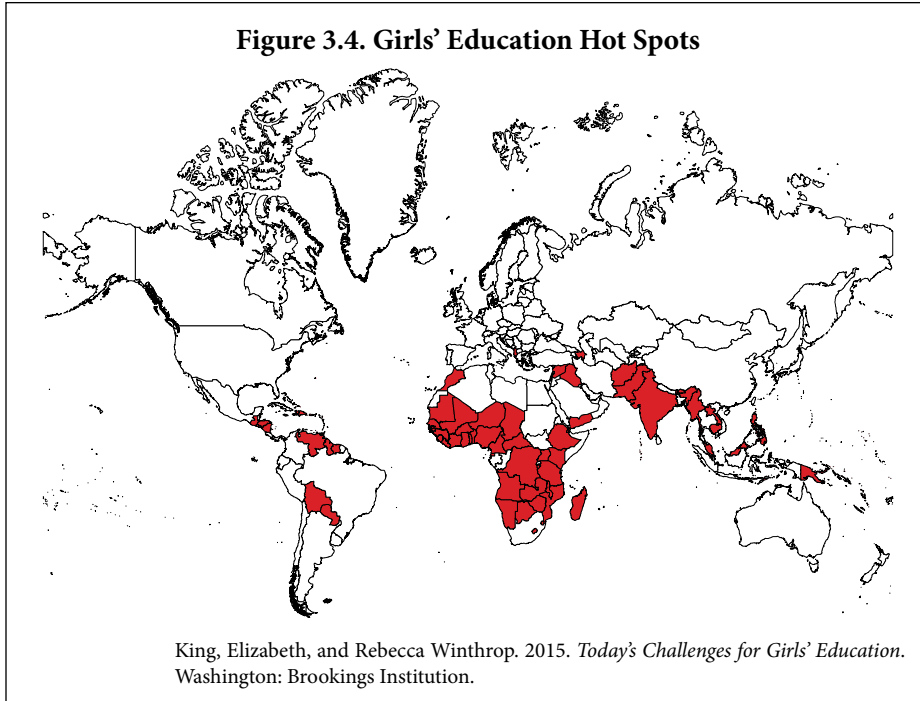 Figure 3.4. Girls’ Education Hot Spots
King, Elizabeth, and Rebecca Winthrop. 2015. Today’s Challenges for Girls’ Education.
Washington: Brookings Institution.